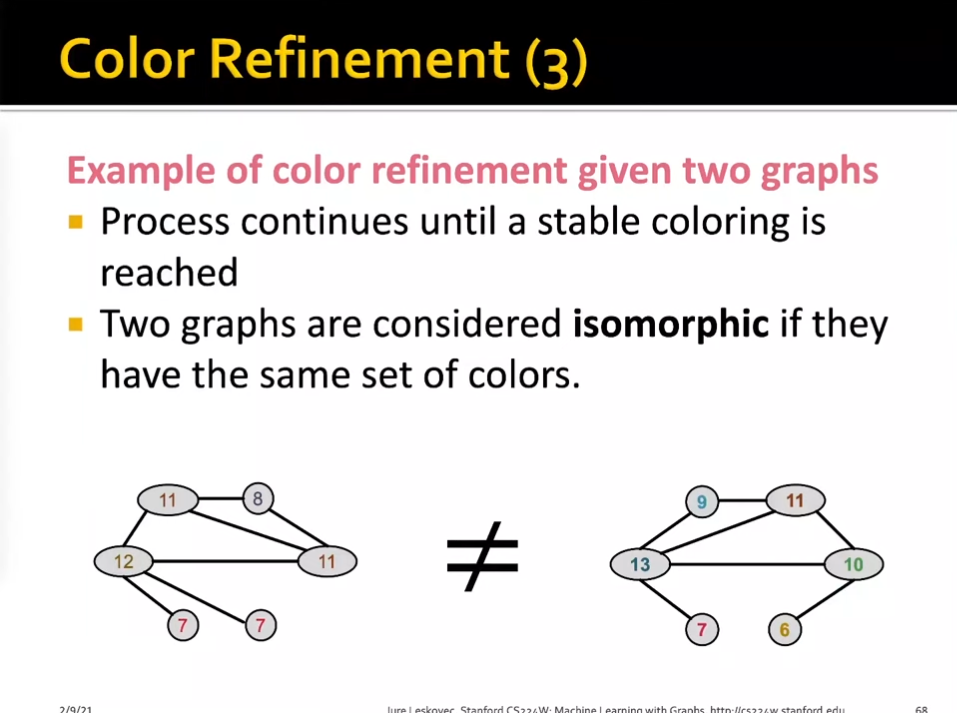 Color Refinement (3)
Example of color refinement given two graphs
Process continues until a stable coloring is
reached
Two graphs are considered isomorphic if they
have the same set of colors.
11 8
12 11
7 7
≠
9 11
13 10
7 6
2/9/21 Jure Leskovec, Stanford CS224W: Machine Learning with Graphs, http://cs224w.stanford.edu 68